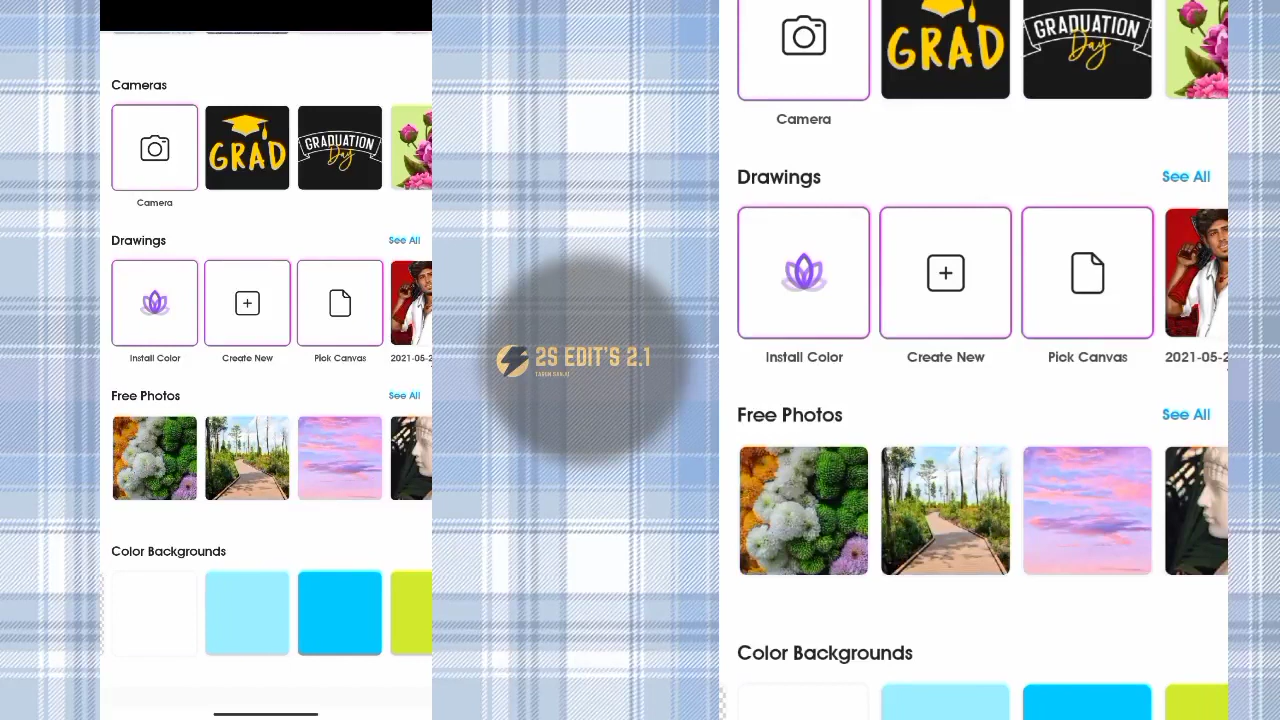 Cameras
GRAD
GRADUATION
Day
Camera
Drawings
See All
Install Color
Create New
Pick Canvas
2021-05-2
Free Photos
See All
Color Backgrounds
2S EDIT'S 2.1
GRAD
GRADUATION
Day
Camera
Drawings
See All
Install Color
Create New
Pick Canvas
2021-05-2
Free Photos
See All
Color Backgrounds